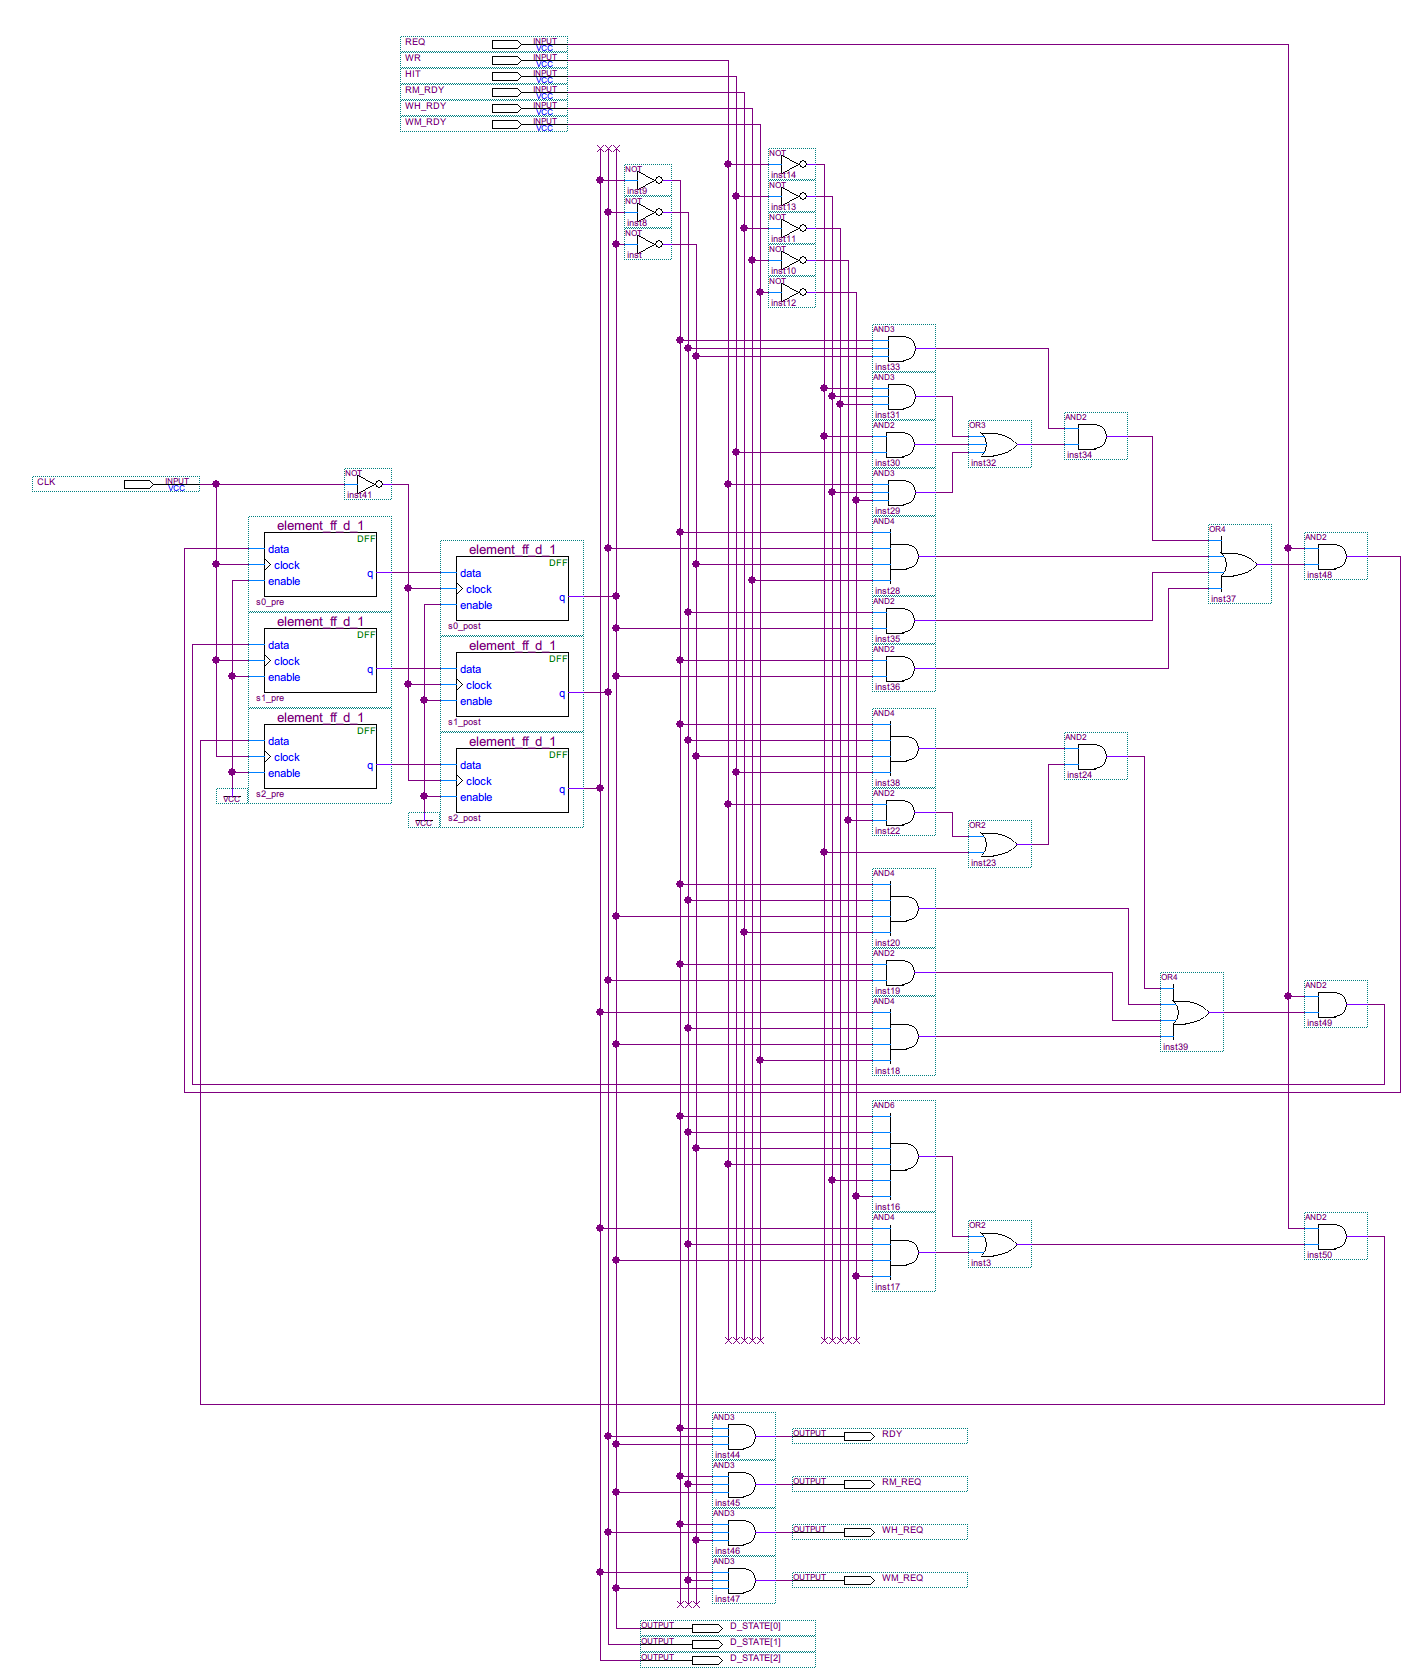 REQ INPUT VCC
WR INPUT VCC
HIT INPUT VCC
RM_RDY INPUT VCC
WH_RDY INPUT VCC
WM_RDY INPUT VCC
NOT
inst9
NOT
inst8
NOT
inst
NOT
inst14
NOT
inst13
NOT
inst11
NOT
inst10
NOT
inst12
AND3
inst33
AND3
inst31
AND2
inst30
AND3
inst29
OR3
inst32
AND2
inst34
CLK INPUT VCC
NOT
inst41
element_ff_d_1
DFF
data
clock
enable
q
s0_pre
element_ff_d_1
DFF
data
clock
enable
q
s1_pre
element_ff_d_1
DFF
data
clock
enable
q
s2_pre
VCC
element_ff_d_1
DFF
data
clock
enable
q
s0_post
element_ff_d_1
DFF
data
clock
enable
q
s1_post
element_ff_d_1
DFF
data
clock
enable
q
s2_post
VCC
AND4
inst28
AND2
inst35
AND2
inst36
OR4
inst37
AND2
inst48
AND4
inst38
AND2
inst22
OR2
inst23
AND2
inst24
AND4
inst20
AND2
inst19
AND4
inst18
OR4
inst39
AND2
inst49
AND6
inst16
AND4
inst17
OR2
inst3
AND2
inst50
AND3
inst44
OUTPUT RDY
AND3
inst45
OUTPUT RM_REQ
AND3
inst46
OUTPUT WH_REQ
AND3
inst47
OUTPUT WM_REQ
OUTPUT D_STATE[0]
OUTPUT D_STATE[1]
OUTPUT D_STATE[2]